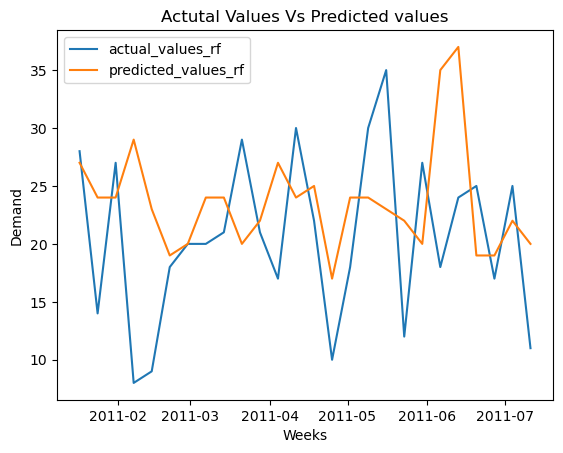 Actutal Values Vs Predicted values
actual_values_rf
predicted_values_rf
Demand
35
30
25
20
15
10
2011-02 2011-03 2011-04 2011-05 2011-06 2011-07
Weeks